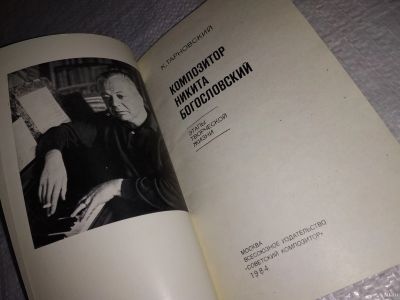 К. ТАРНОВСКИЙ
КОМПОЗИТОР
НИКИТА
БОГОСЛОВСКИЙ
ЭТАПЫ
ТВОРЧЕСКОЙ
ЖИЗНИ
МОСКВА
ВСЕСОЮЗНОЕ ИЗДАТЕЛЬСТВО
«СОВЕТСКИЙ КОМПОЗИТОР»
1984